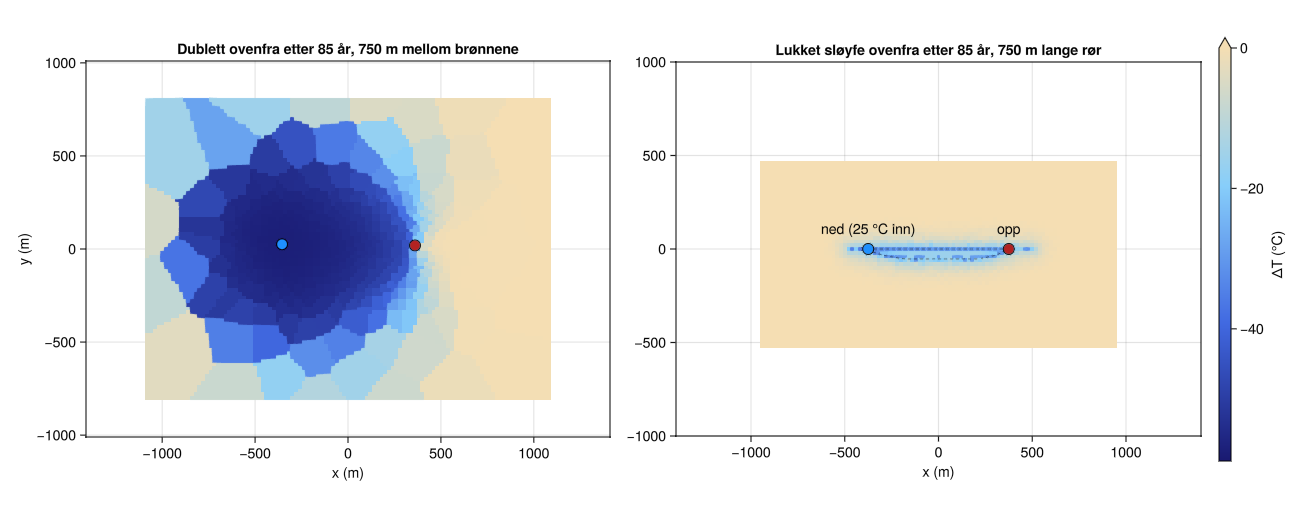 Dublett ovenfra etter 85 år, 750 m mellom brønnene
1000
500
0
−500
−1000
y (m)
−1000
−500
0
500
1000
x (m)
Lukket sløyfe ovenfra etter 85 år, 750 m lange rør
1000
500
0
−500
−1000
ned (25 °C inn)
opp
−1000
−500
0
500
1000
x (m)
0
−20
−40
ΔT (°C)